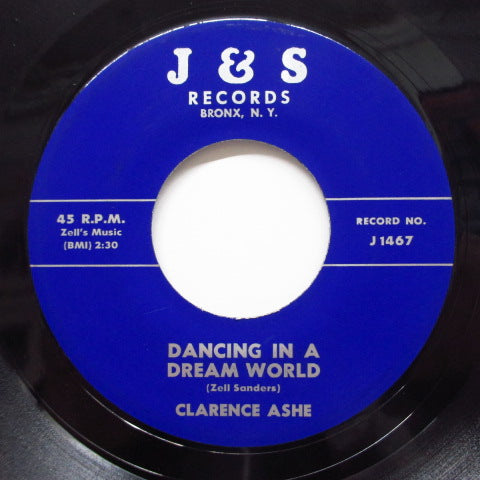 J & S
RECORDS
BRONX, N. Y.
45 R.P.M.
Zell's Music
(BMI) 2:30
RECORD NO.
J 1467
DANCING IN A
DREAM WORLD
(Zell Sanders)
CLARENCE ASHE